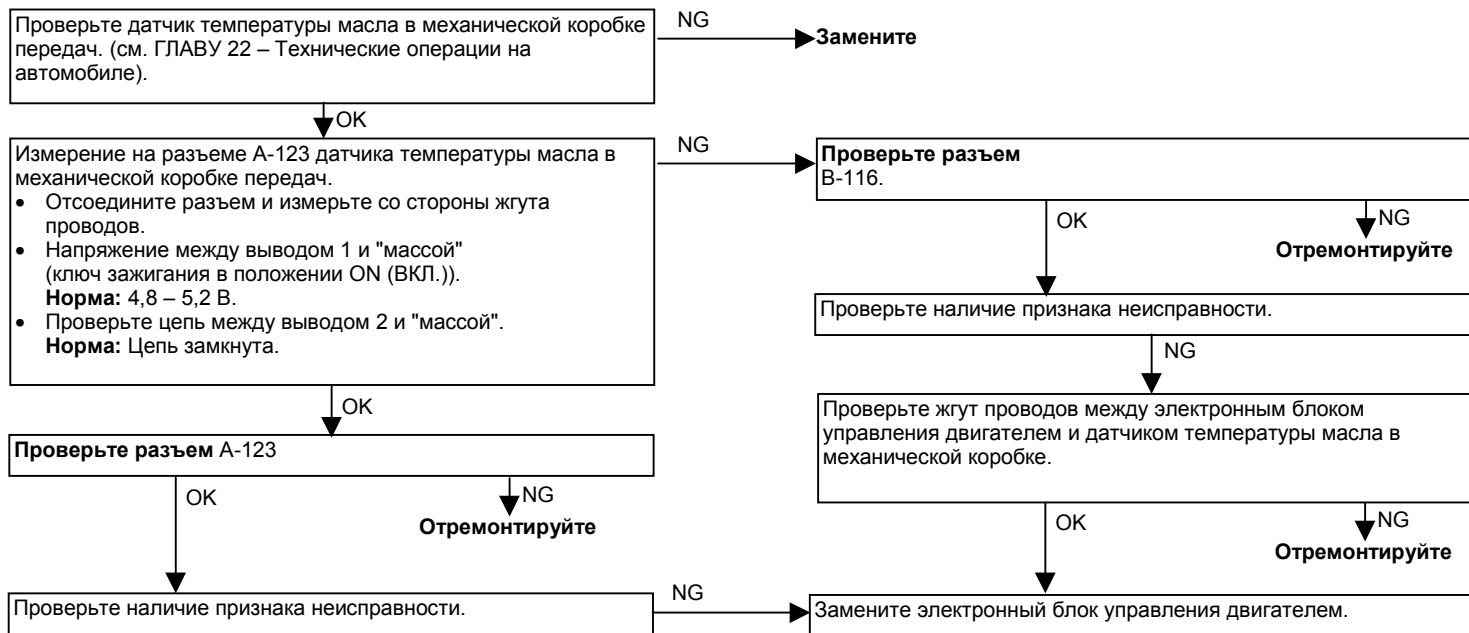 Проверьте датчик температуры масла в механической коробке
передач. (см. ГЛАВУ 22 – Технические операции на
автомобиле).
NG
Замените
OK
Измерение на разъеме А-123 датчика температуры масла в
механической коробке передач.
• Отсоедините разъем и измерьте со стороны жгута
проводов.
• Напряжение между выводом 1 и "массой"
(ключ зажигания в положении ON (ВКЛ.)).
Норма: 4,8 – 5,2 В.
• Проверьте цепь между выводом 2 и "массой".
Норма: Цепь замкнута.
NG
Проверьте разъем
В-116.
OK
NG
Отремонтируйте
Проверьте наличие признака неисправности.
NG
Проверьте жгут проводов между электронным блоком
управления двигателем и датчиком температуры масла в
механической коробке.
OK
NG
Отремонтируйте
OK
Проверьте разъем А-123
OK
NG
Отремонтируйте
Проверьте наличие признака неисправности.
NG
Замените электронный блок управления двигателем.